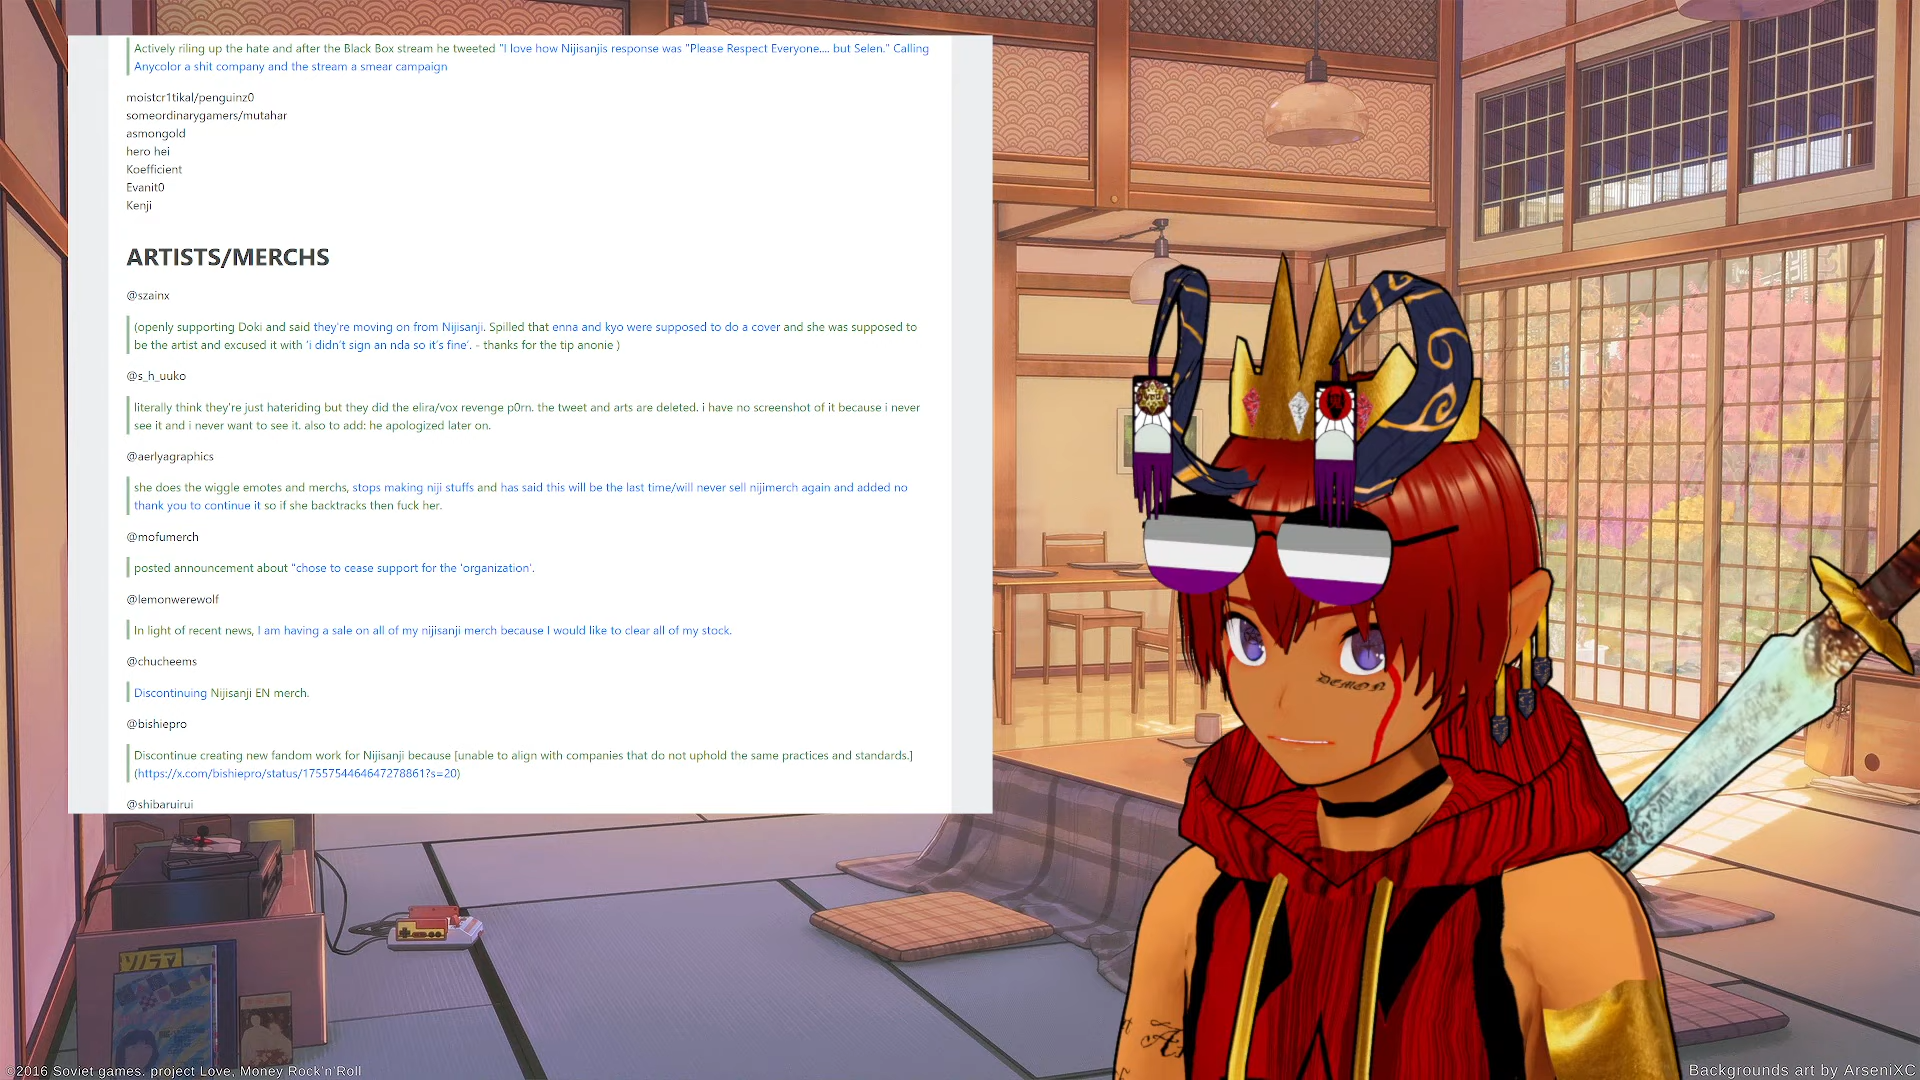 Actively riling up the hate and after the Black Box stream he tweeted "I love how Nijisanjis response was "Please Respect Everyone.... but Selen." Calling
Anycolor a shit company and the stream a smear campaign
moistcr1tikal/penguinz0
someordinarygamers/mutahar
asmongold
hero hei
Koefficient
Evanit0
Kenji
ARTISTS/MERCHS
@szainx
(openly supporting Doki and said they're moving on from Nijisanji. Spilled that enna and kyo were supposed to do a cover and she was supposed to
be the artist and excused it with 'i didn't sign an nda so it's fine'. - thanks for the tip anonie )
@s_h_uuko
literally think they're just hateriding but they did the elira/vox revenge p0rn. the tweet and arts are deleted. i have no screenshot of it because i never
see it and i never want to see it. also to add: he apologized later on.
@aerlyagraphics
she does the wiggle emotes and merchs, stops making niji stuffs and has said this will be the last time/will never sell nijimerch again and added no
thank you to continue it so if she backtracks then fuck her.
@mofumerch
posted announcement about "chose to cease support for the 'organization'.
@lemonwerewolf
In light of recent news, I am having a sale on all of my nijisanji merch because I would like to clear all of my stock.
@chucheems
Discontinuing Nijisanji EN merch.
@bishiepro
Discontinue creating new fandom work for Nijisanji because [unable to align with companies that do not uphold the same practices and standards.]
(https://x.com/bishiepro/status/1755754464647278861?s=20)
@shibaruirui
DEMON
©2016 Soviet games. project Love, Money Rock'n'Roll
Backgrounds art by ArseniXC